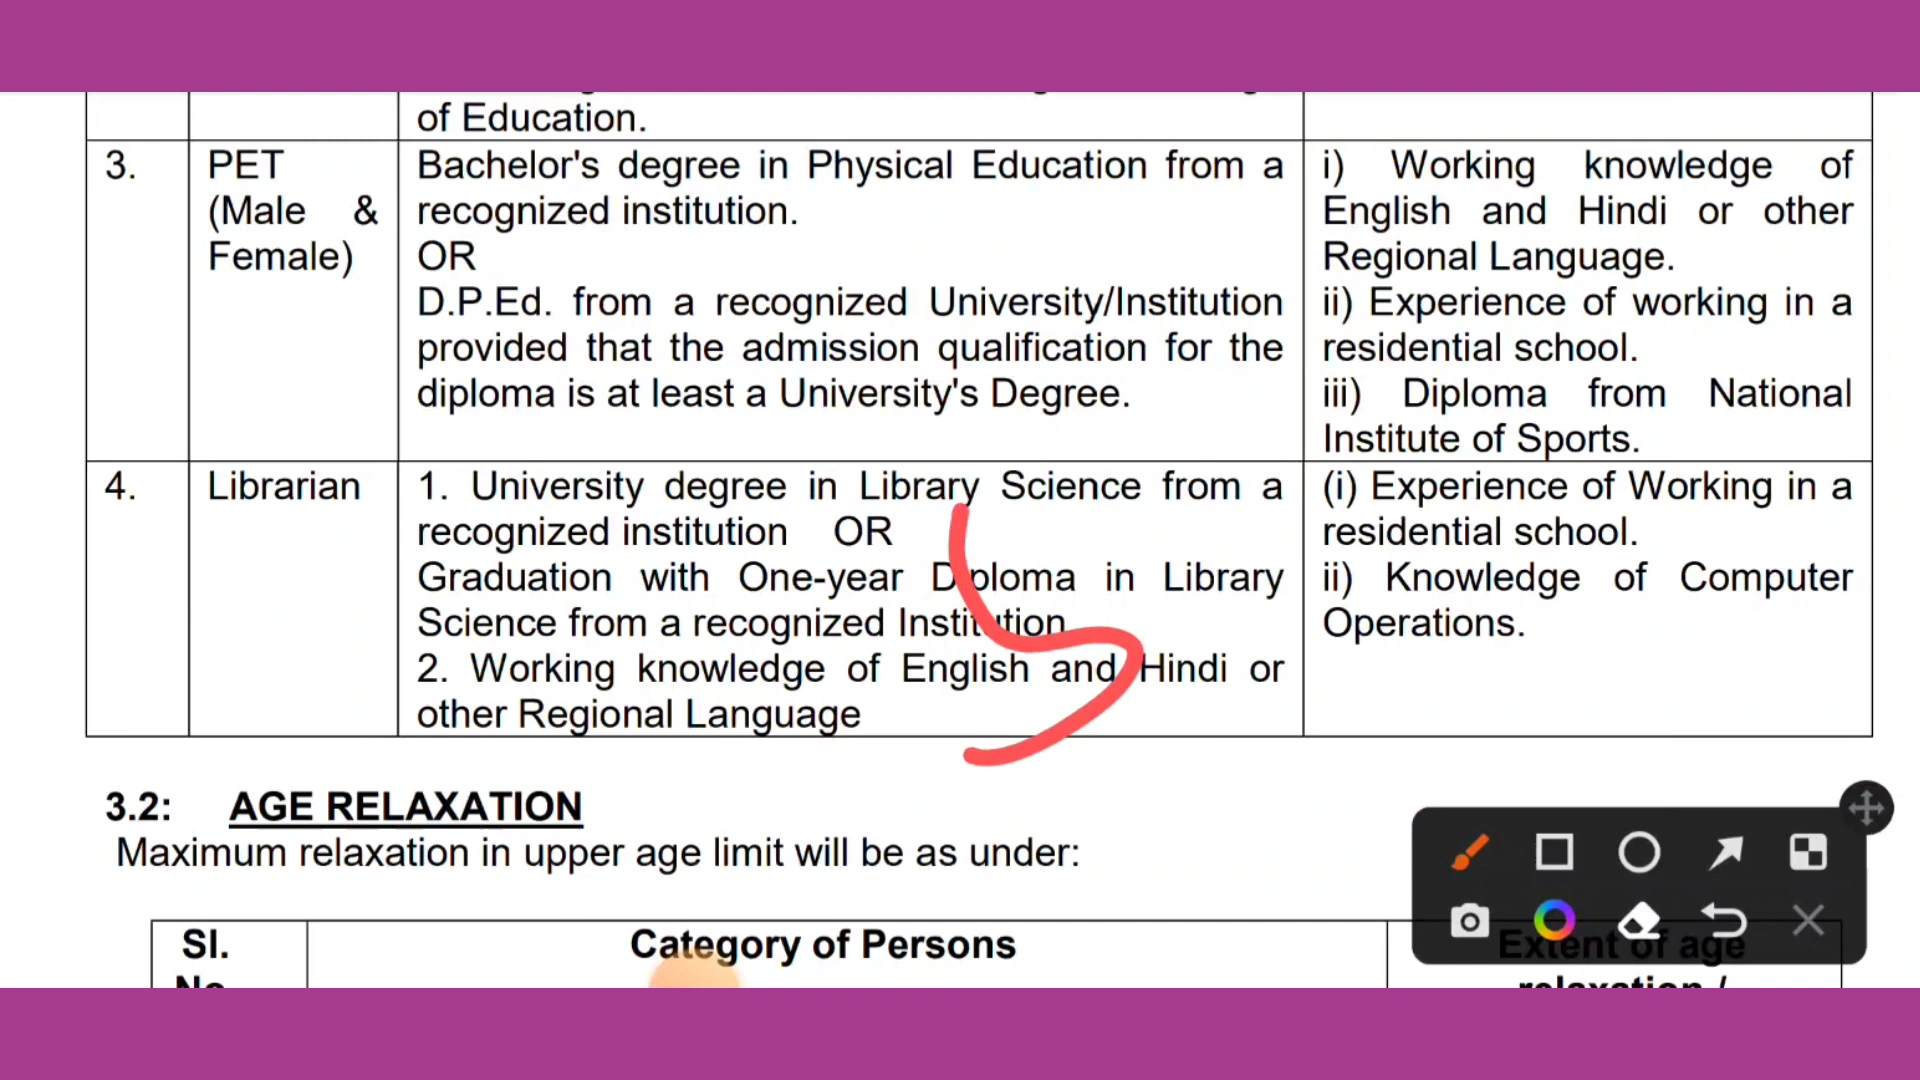 of Education.
3.
PET
(Male &
Female)
Bachelor's degree in Physical Education from a
recognized institution.
OR
D.P.Ed. from a recognized University/Institution
provided that the admission qualification for the
diploma is at least a University's Degree.
i) Working knowledge of
English and Hindi or other
Regional Language.
ii) Experience of working in a
residential school.
iii) Diploma from National
Institute of Sports.
4.
Librarian
1. University degree in Library Science from a
recognized institution OR
Graduation with One-year Diploma in Library
Science from a recognized Institution
2. Working knowledge of English and Hindi or
other Regional Language
(i) Experience of Working in a
residential school.
ii) Knowledge of Computer
Operations.
3.2: AGE RELAXATION
Maximum relaxation in upper age limit will be as under:
Sl.
No
Category of Persons
Extent of age
relaxation /